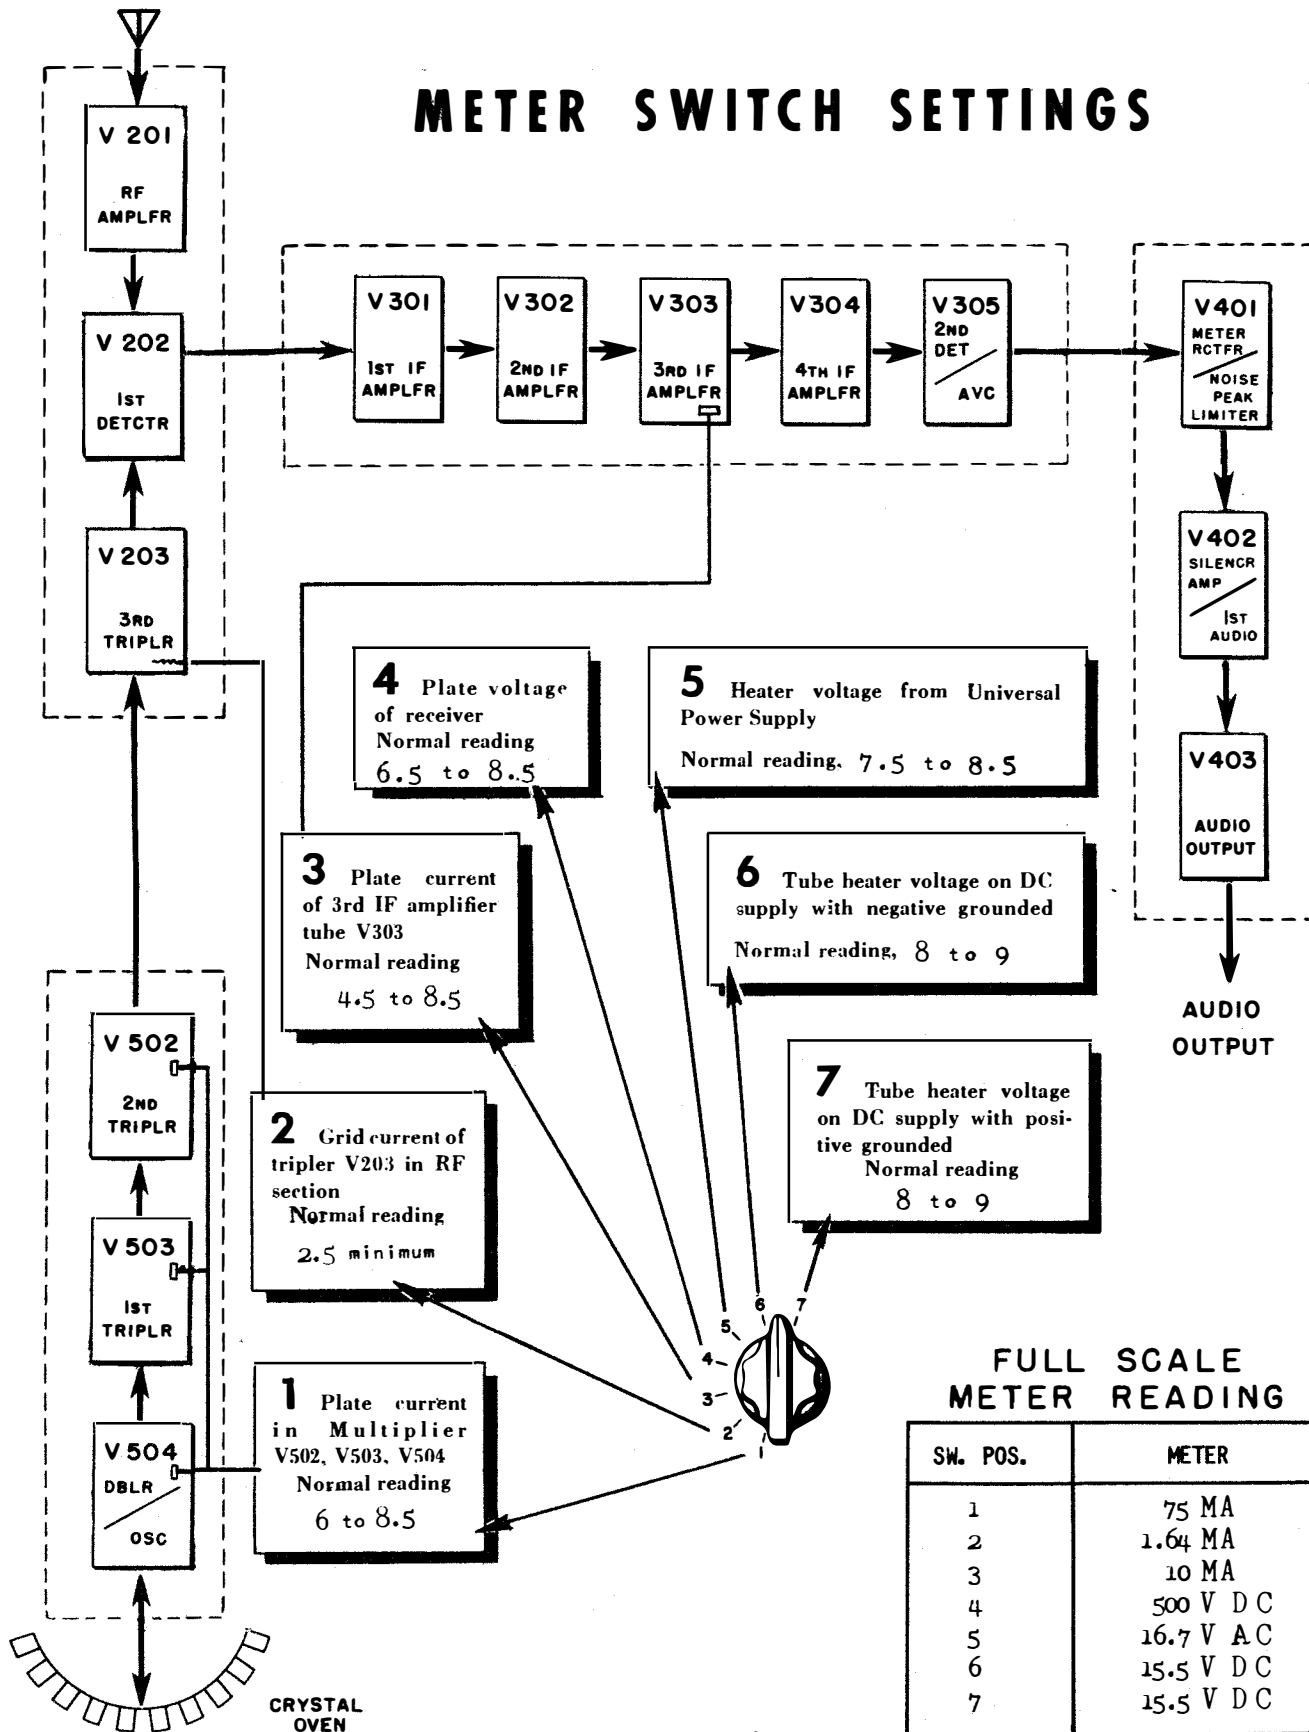 METER SWITCH SETTINGS
V 201
RF
AMPLFR
V 202
1ST
DETCTR
V 203
3RD
TRIPLR
V301
1ST IF
AMPLFR
V302
2ND IF
AMPLFR
V303
3RD IF
AMPLFR
V304
4TH IF
AMPLFR
V305
2ND
DET
AVC
V401
METER
RCTFR
NOISE
PEAK
LIMITER
V402
SILENCR
AMP
1ST
AUDIO
V403
AUDIO
OUTPUT
AUDIO
OUTPUT
4 Plate voltage
of receiver
Normal reading
6.5 to 8.5
5 Heater voltage from Universal
Power Supply
Normal reading, 7.5 to 8.5
3 Plate current
of 3rd IF amplifier
tube V303
Normal reading
4.5 to 8.5
6 Tube heater voltage on DC
supply with negative grounded
Normal reading, 8 to 9
7 Tube heater voltage
on DC supply with posi-
tive grounded
Normal reading
8 to 9
2 Grid current of
tripler V203 in RF
section
Normal reading
2.5 minimum
1 Plate current
in Multiplier
V502, V503, V504
Normal reading
6 to 8.5
V 502
2ND
TRIPLR
V 503
1ST
TRIPLR
V 504
DBLR
OSC
CRYSTAL
OVEN
6
7
5
4
3
2
1
FULL SCALE
METER READING
SW. POS. METER
1 75 MA
2 1.64 MA
3 10 MA
4 500 V DC
5 16.7 V AC
6 15.5 V DC
7 15.5 V DC